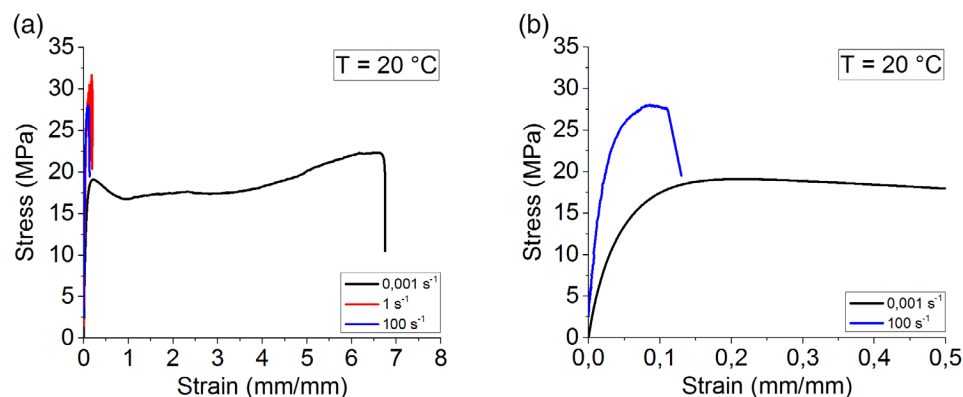 (a)
T = 20 °C
Stress (MPa)
35
30
25
20
15
10
5
0
0 1 2 3 4 5 6 7 8
Strain (mm/mm)
0,001 s⁻¹
1 s⁻¹
100 s⁻¹
(b)
T = 20 °C
Stress (MPa)
35
30
25
20
15
10
5
0
0,0 0,1 0,2 0,3 0,4 0,5
Strain (mm/mm)
0,001 s⁻¹
100 s⁻¹